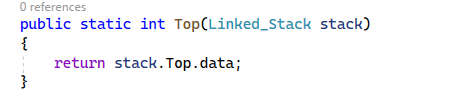 0 references
public static int Top(Linked_Stack stack)
{
return stack.Top.data;
}